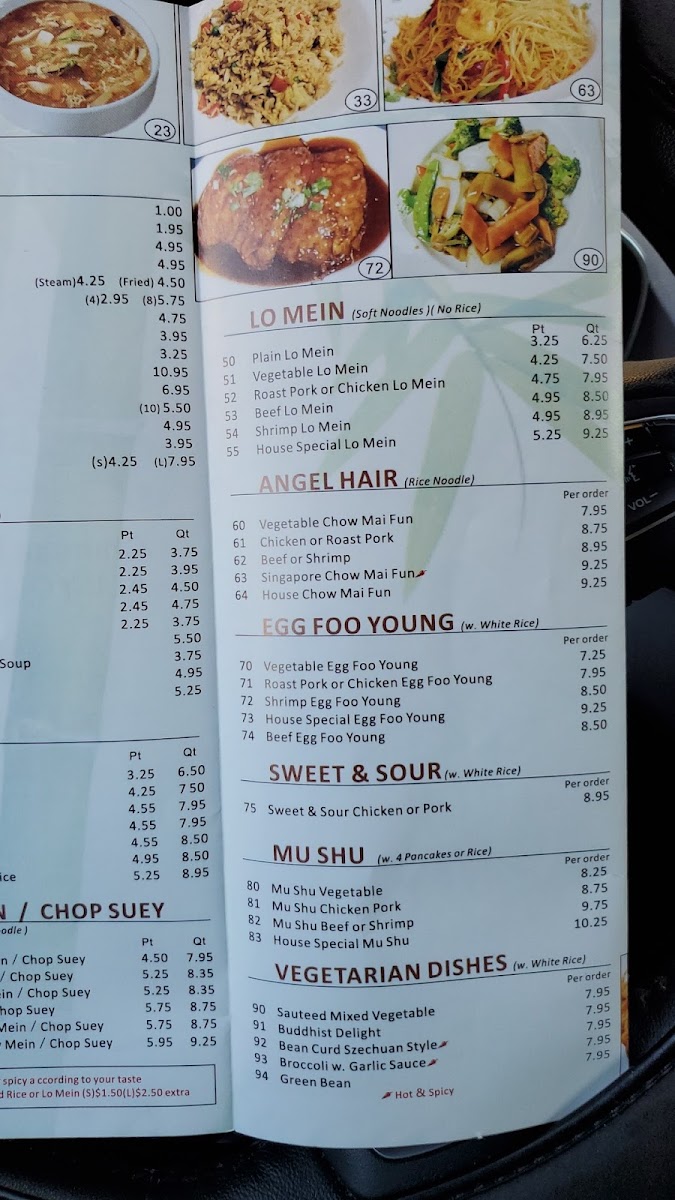 23
33
63
72
90
1.00
1.95
4.95
4.95
(Steam)4.25 (Fried) 4.50
(4)2.95 (8)5.75
4.75
3.95
3.25
10.95
6.95
(10) 5.50
4.95
3.95
(s)4.25 (L)7.95
Pt Qt
2.25 3.75
2.25 3.95
2.45 4.50
2.45 4.75
2.25 3.75
5.50
Soup 3.75
4.95
5.25
Pt Qt
3.25 6.50
4.25 7 50
4.55 7.95
4.55 7.95
4.55 8.50
4.95 8.50
ice 5.25 8.95
N / CHOP SUEY
odle )
Pt Qt
n / Chop Suey 4.50 7.95
/ Chop Suey 5.25 8.35
ein / Chop Suey 5.25 8.35
hop Suey 5.75 8.75
Mein / Chop Suey 5.75 8.75
Mein / Chop Suey 5.95 9.25
spicy a ccording to your taste
d Rice or Lo Mein (S)$1.50(L)$2.50 extra
LO MEIN (Soft Noodles )( No Rice)
Pt Qt
50 Plain Lo Mein 3.25 6.25
51 Vegetable Lo Mein 4.25 7.50
52 Roast Pork or Chicken Lo Mein 4.75 7.95
53 Beef Lo Mein 4.95 8.50
54 Shrimp Lo Mein 4.95 8.95
55 House Special Lo Mein 5.25 9.25
ANGEL HAIR (Rice Noodle)
Per order
60 Vegetable Chow Mai Fun 7.95
61 Chicken or Roast Pork 8.75
62 Beef or Shrimp 8.95
63 Singapore Chow Mai Fun 9.25
64 House Chow Mai Fun 9.25
EGG FOO YOUNG (w. White Rice)
Per order
70 Vegetable Egg Foo Young 7.25
71 Roast Pork or Chicken Egg Foo Young 7.95
72 Shrimp Egg Foo Young 8.50
73 House Special Egg Foo Young 9.25
74 Beef Egg Foo Young 8.50
SWEET & SOUR (w. White Rice)
Per order
75 Sweet & Sour Chicken or Pork 8.95
MU SHU (w. 4 Pancakes or Rice)
Per order
80 Mu Shu Vegetable 8.25
81 Mu Shu Chicken Pork 8.75
82 Mu Shu Beef or Shrimp 9.75
83 House Special Mu Shu 10.25
VEGETARIAN DISHES (w. White Rice)
Per order
90 Sauteed Mixed Vegetable 7.95
91 Buddhist Delight 7.95
92 Bean Curd Szechuan Style 7.95
93 Broccoli w. Garlic Sauce 7.95
94 Green Bean 7.95
Hot & Spicy
VOL−
+